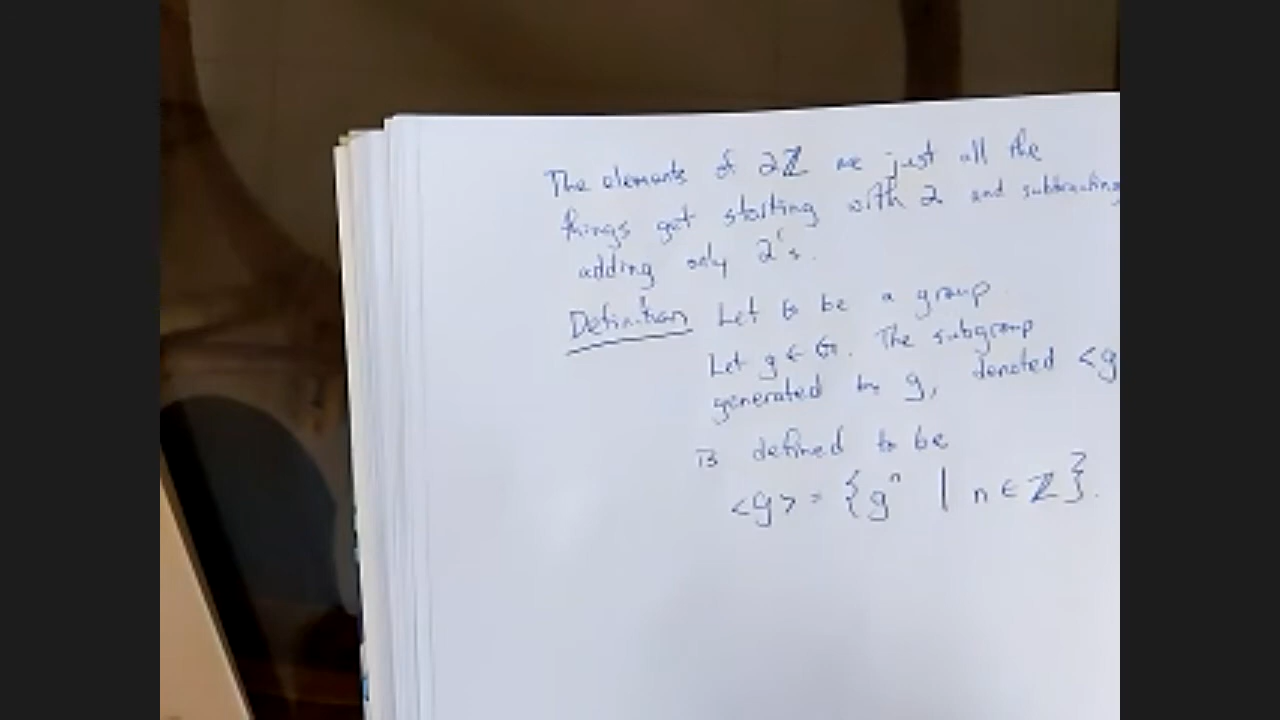 The elements of 2ℤ are just all the
things get starting with 2 and subtracting
adding only 2's.
Definition Let G be a group.
Let g ∈ G. The subgroup
generated by g, denoted <g
is defined to be
<g> = {gⁿ | n ∈ ℤ}.